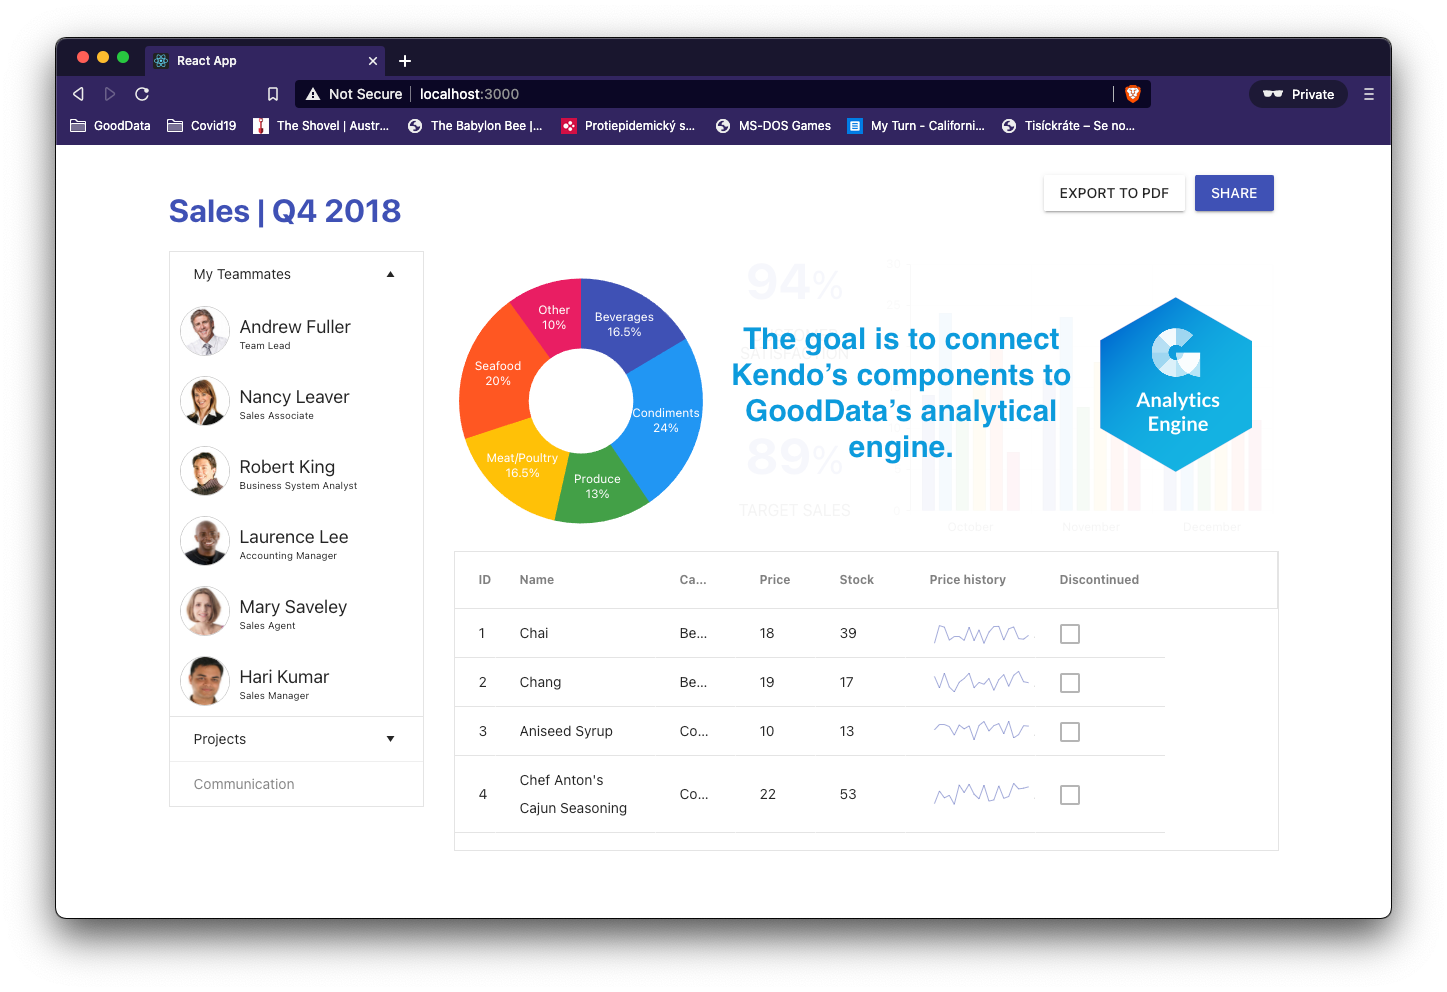 React App
Not Secure
localhost:3000
Private
GoodData
Covid19
The Shovel | Austr...
The Babylon Bee |...
Protiepidemický s...
MS-DOS Games
My Turn - Californi...
Tisíckráte – Se no...
Sales | Q4 2018
EXPORT TO PDF
SHARE
My Teammates
Andrew Fuller
Team Lead
Nancy Leaver
Sales Associate
Robert King
Business System Analyst
Laurence Lee
Accounting Manager
Mary Saveley
Sales Agent
Hari Kumar
Sales Manager
Projects
Communication
Other
10%
Beverages
16.5%
Seafood
20%
Condiments
24%
Meat/Poultry
16.5%
Produce
13%
94%
SATISFACTION
The goal is to connect
Kendo’s components to
GoodData’s analytical
engine.
89%
TARGET SALES
October
November
December
Analytics
Engine
ID Name Ca... Price Stock Price history Discontinued
1 Chai Be... 18 39
2 Chang Be... 19 17
3 Aniseed Syrup Co... 10 13
4 Chef Anton's Cajun Seasoning Co... 22 53